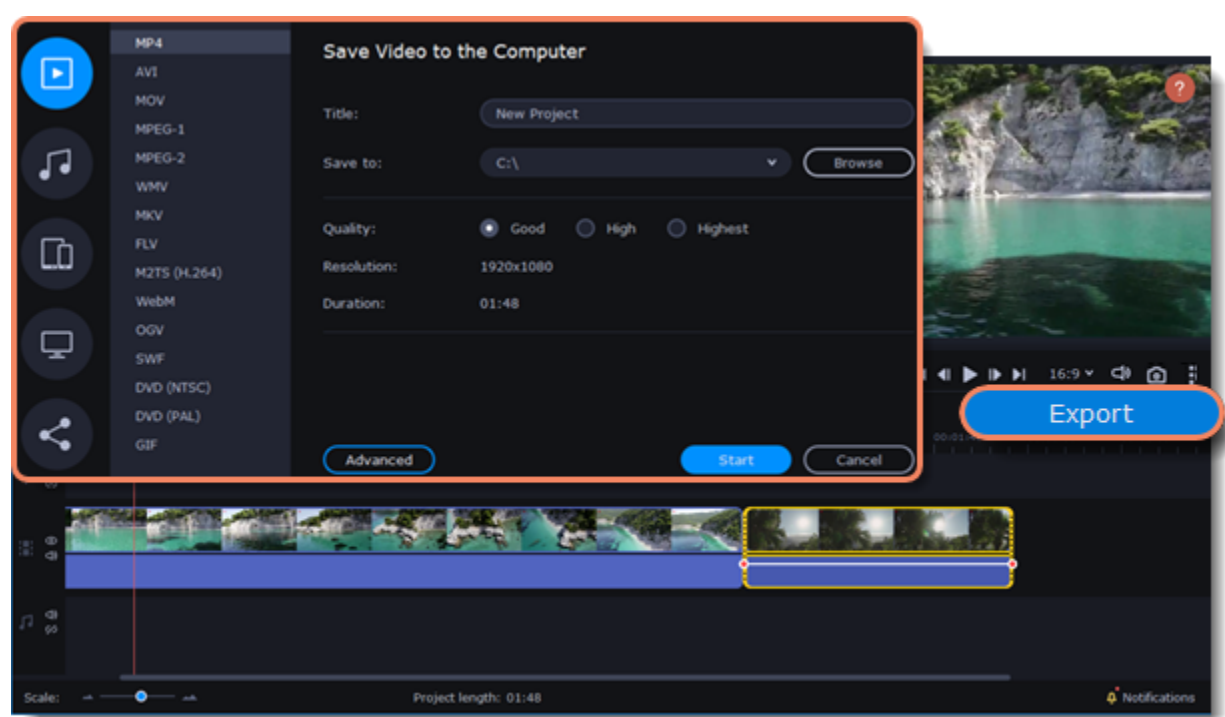 MP4
AVI
MOV
MPEG-1
MPEG-2
WMV
MKV
FLV
M2TS (H.264)
WebM
OGV
SWF
DVD (NTSC)
DVD (PAL)
GIF
Save Video to the Computer
Title: New Project
Save to: C:\ Browse
Quality: Good High Highest
Resolution: 1920x1080
Duration: 01:48
Advanced Start Cancel
?
16:9
Export
Scale: Project length: 01:48 Notifications